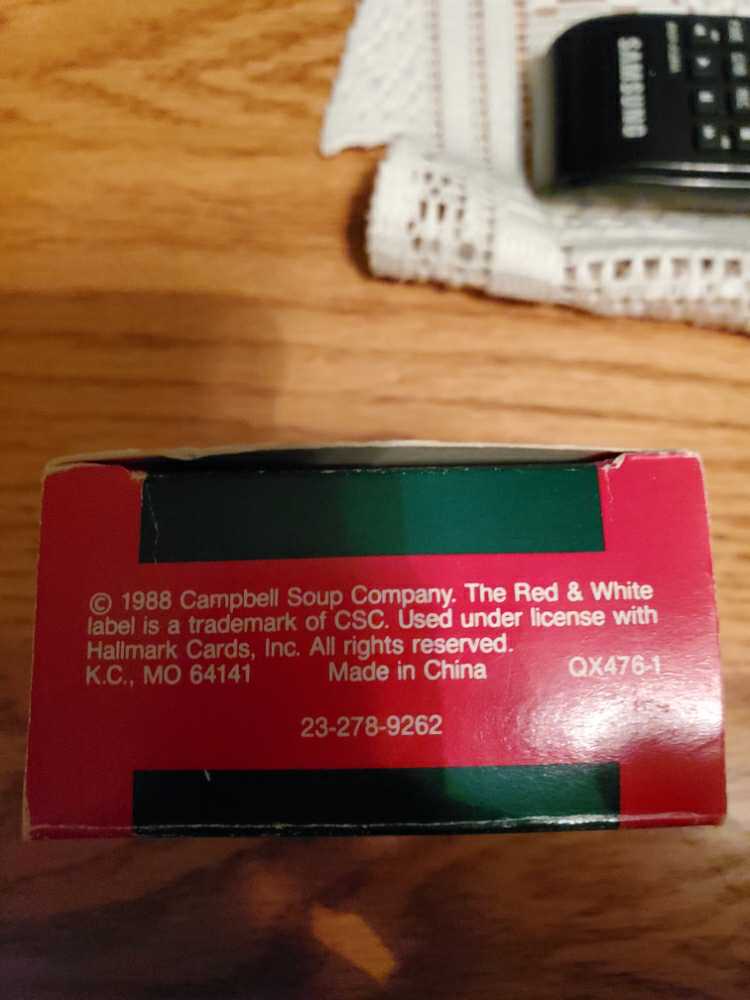 SAMSUNG
© 1988 Campbell Soup Company. The Red & White
label is a trademark of CSC. Used under license with
Hallmark Cards, Inc. All rights reserved.
K.C., MO 64141 Made in China QX476-1
23-278-9262